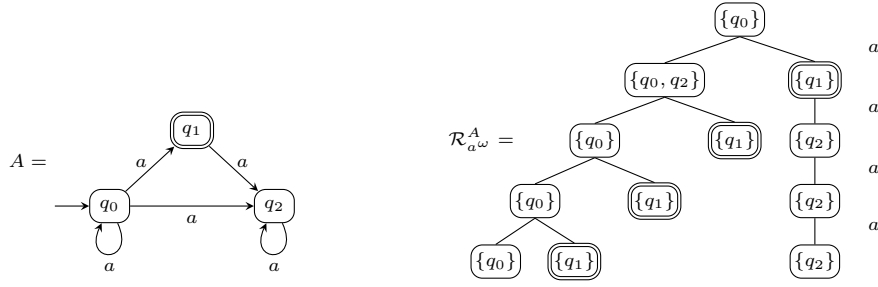 {q₀}
a
{q₀, q₂} {q₁}
a
q₁
A = a a
R^A_{a^ω} = {q₀} {q₁} {q₂}
a
q₀ a q₂
{q₀} {q₁} {q₂}
a
a a
{q₀} {q₁} {q₂}